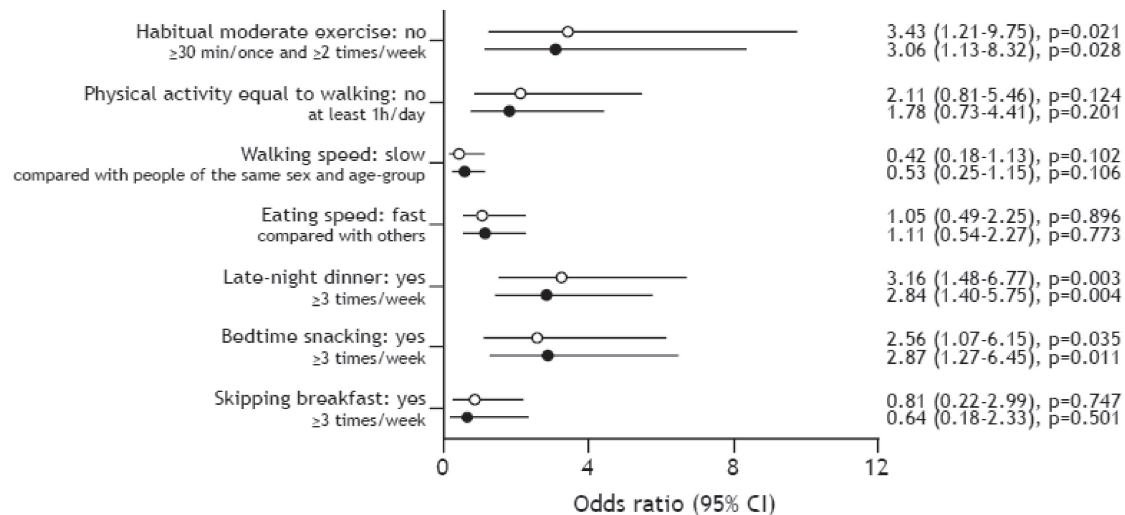 Habitual moderate exercise: no
≥30 min/once and ≥2 times/week
3.43 (1.21-9.75), p=0.021
3.06 (1.13-8.32), p=0.028
Physical activity equal to walking: no
at least 1h/day
2.11 (0.81-5.46), p=0.124
1.78 (0.73-4.41), p=0.201
Walking speed: slow
compared with people of the same sex and age-group
0.42 (0.18-1.13), p=0.102
0.53 (0.25-1.15), p=0.106
Eating speed: fast
compared with others
1.05 (0.49-2.25), p=0.896
1.11 (0.54-2.27), p=0.773
Late-night dinner: yes
≥3 times/week
3.16 (1.48-6.77), p=0.003
2.84 (1.40-5.75), p=0.004
Bedtime snacking: yes
≥3 times/week
2.56 (1.07-6.15), p=0.035
2.87 (1.27-6.45), p=0.011
Skipping breakfast: yes
≥3 times/week
0.81 (0.22-2.99), p=0.747
0.64 (0.18-2.33), p=0.501
0 4 8 12
Odds ratio (95% CI)